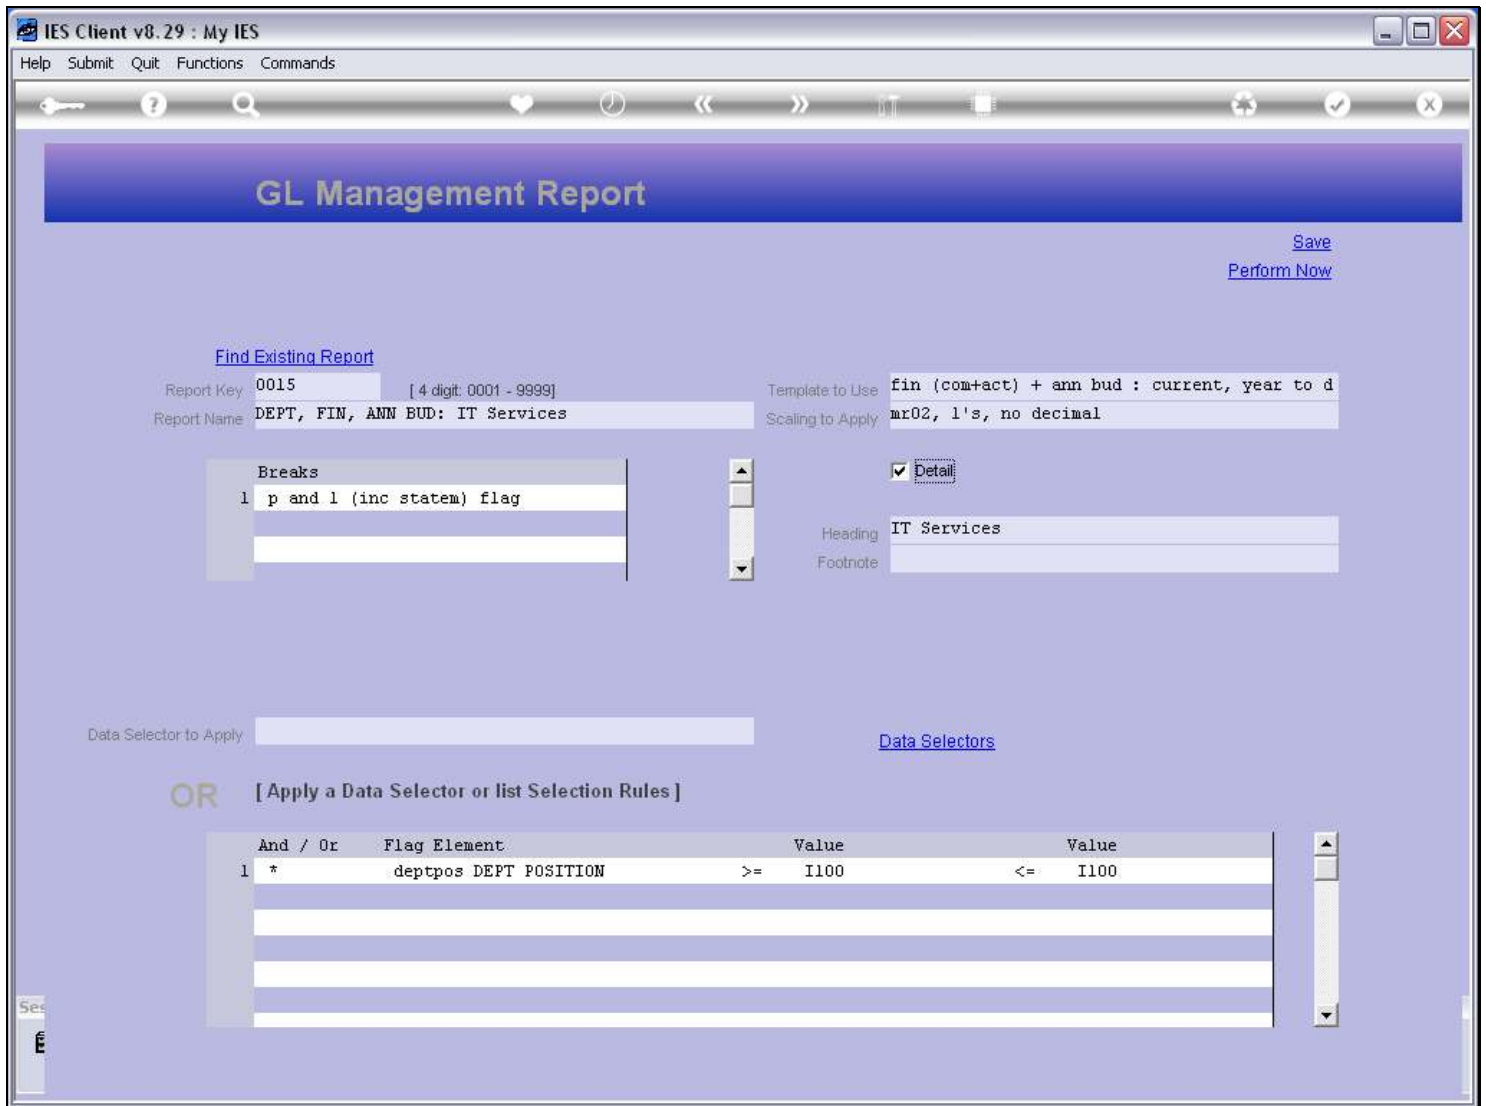 IES Client v8.29 : My IES
Help Submit Quit Functions Commands
GL Management Report
Save
Perform Now
Find Existing Report
Report Key 0015 [ 4 digit: 0001 - 9999] Template to Use fin (com+act) + ann bud : current, year to d
Report Name DEPT, FIN, ANN BUD: IT Services Scaling to Apply mr02, 1's, no decimal
Breaks Detail
1 p and l (inc statem) flag
Heading IT Services
Footnote
Data Selector to Apply Data Selectors
OR [ Apply a Data Selector or list Selection Rules ]
And / Or Flag Element Value Value
1 * deptpos DEPT POSITION >= I100 <= I100
Ses